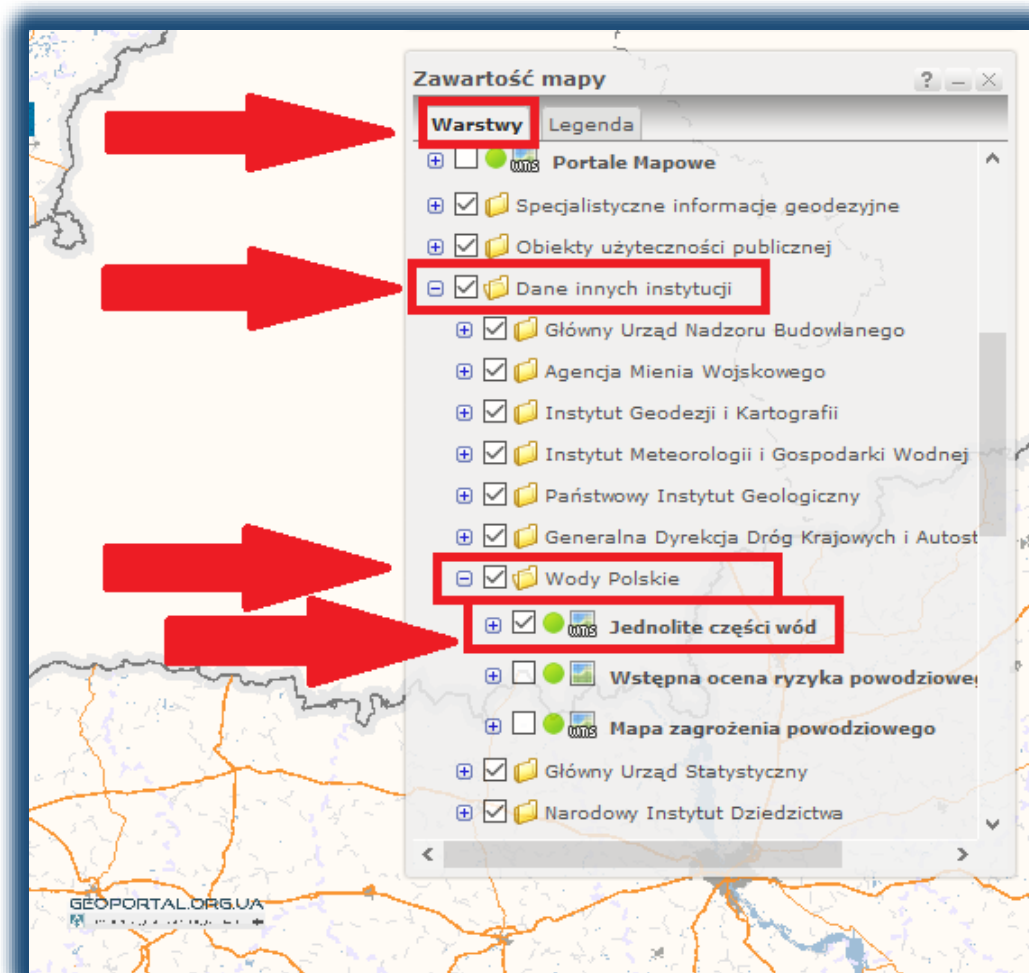 Zawartość mapy
? – ×
Warstwy Legenda
wms Portale Mapowe
Specjalistyczne informacje geodezyjne
Obiekty użyteczności publicznej
Dane innych instytucji
Główny Urząd Nadzoru Budowlanego
Agencja Mienia Wojskowego
Instytut Geodezji i Kartografii
Instytut Meteorologii i Gospodarki Wodnej
Państwowy Instytut Geologiczny
Generalna Dyrekcja Dróg Krajowych i Autost
Wody Polskie
wms Jednolite części wód
Wstępna ocena ryzyka powodziowe
wms Mapa zagrożenia powodziowego
Główny Urząd Statystyczny
Narodowy Instytut Dziedzictwa
GEOPORTAL.ORG.UA